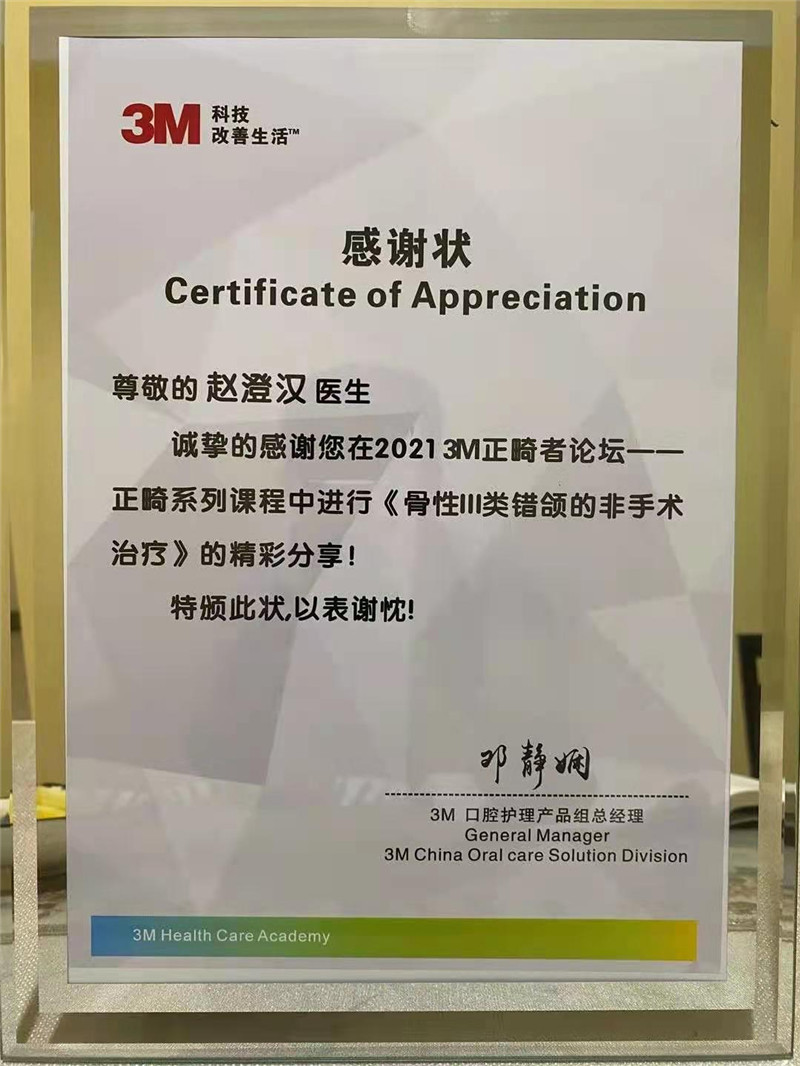 3M 科技
改善生活™
感谢状
Certificate of Appreciation
尊敬的 赵澄汉 医生
诚挚的感谢您在2021 3M正畸者论坛——
正畸系列课程中进行《骨性III类错颌的非手术
治疗》的精彩分享!
特颁此状,以表谢忱!
邓静娴
3M 口腔护理产品组总经理
General Manager
3M China Oral care Solution Division
3M Health Care Academy